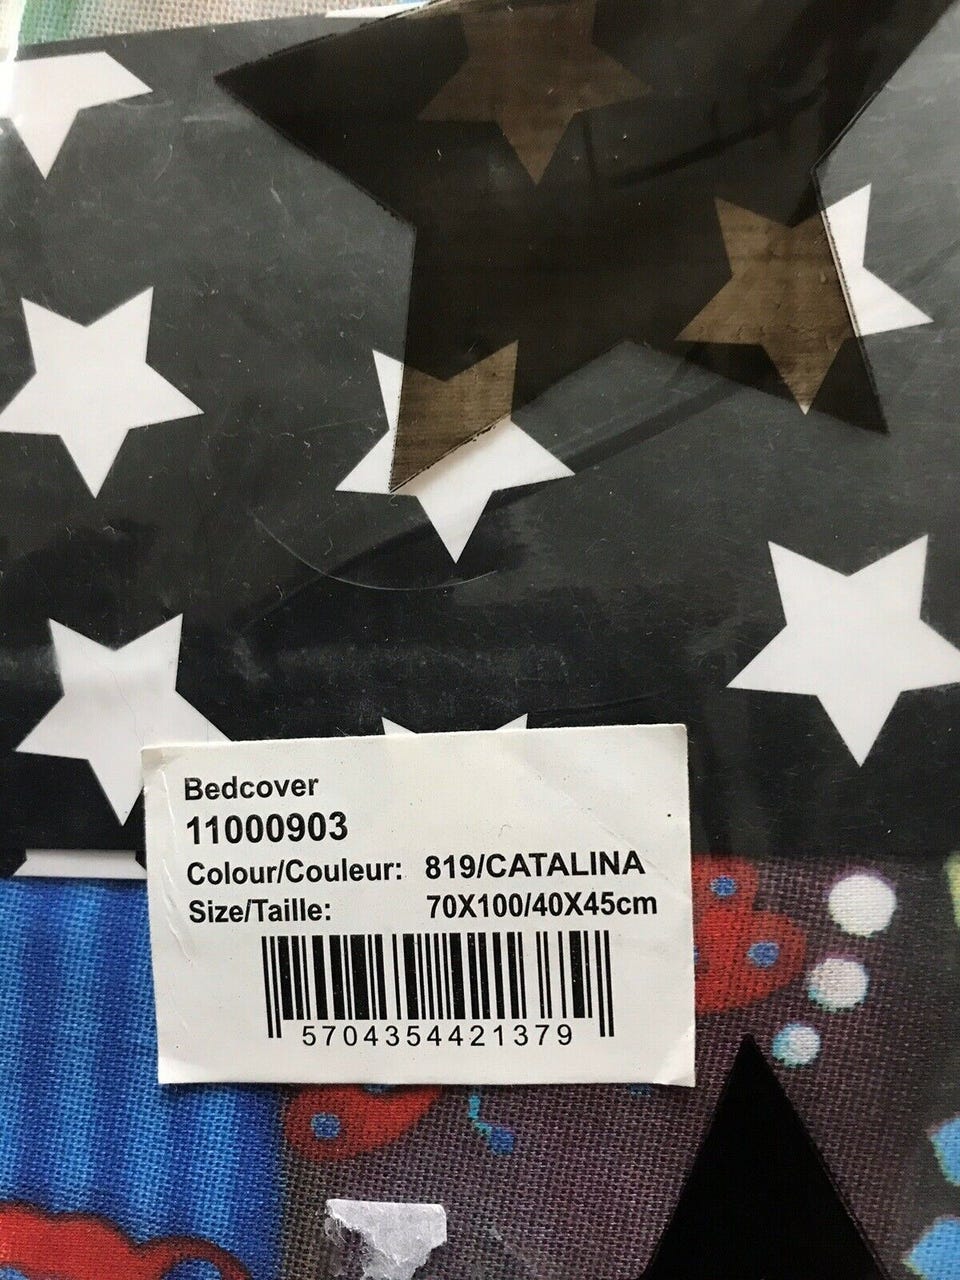 Bedcover
11000903
Colour/Couleur: 819/CATALINA
Size/Taille: 70X100/40X45cm
5704354421379